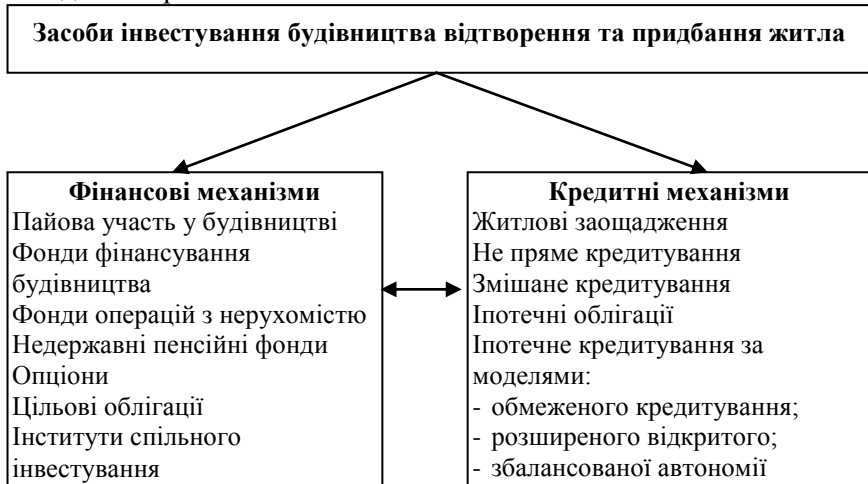 Засоби інвестування будівництва відтворення та придбання житла
Фінансові механізми
Пайова участь у будівництві
Фонди фінансування
будівництва
Фонди операцій з нерухомістю
Недержавні пенсійні фонди
Опціони
Цільові облігації
Інститути спільного
інвестування
Кредитні механізми
Житлові заощадження
Не пряме кредитування
Змішане кредитування
Іпотечні облігації
Іпотечне кредитування за
моделями:
- обмеженого кредитування;
- розширеного відкритого;
- збалансованої автономії